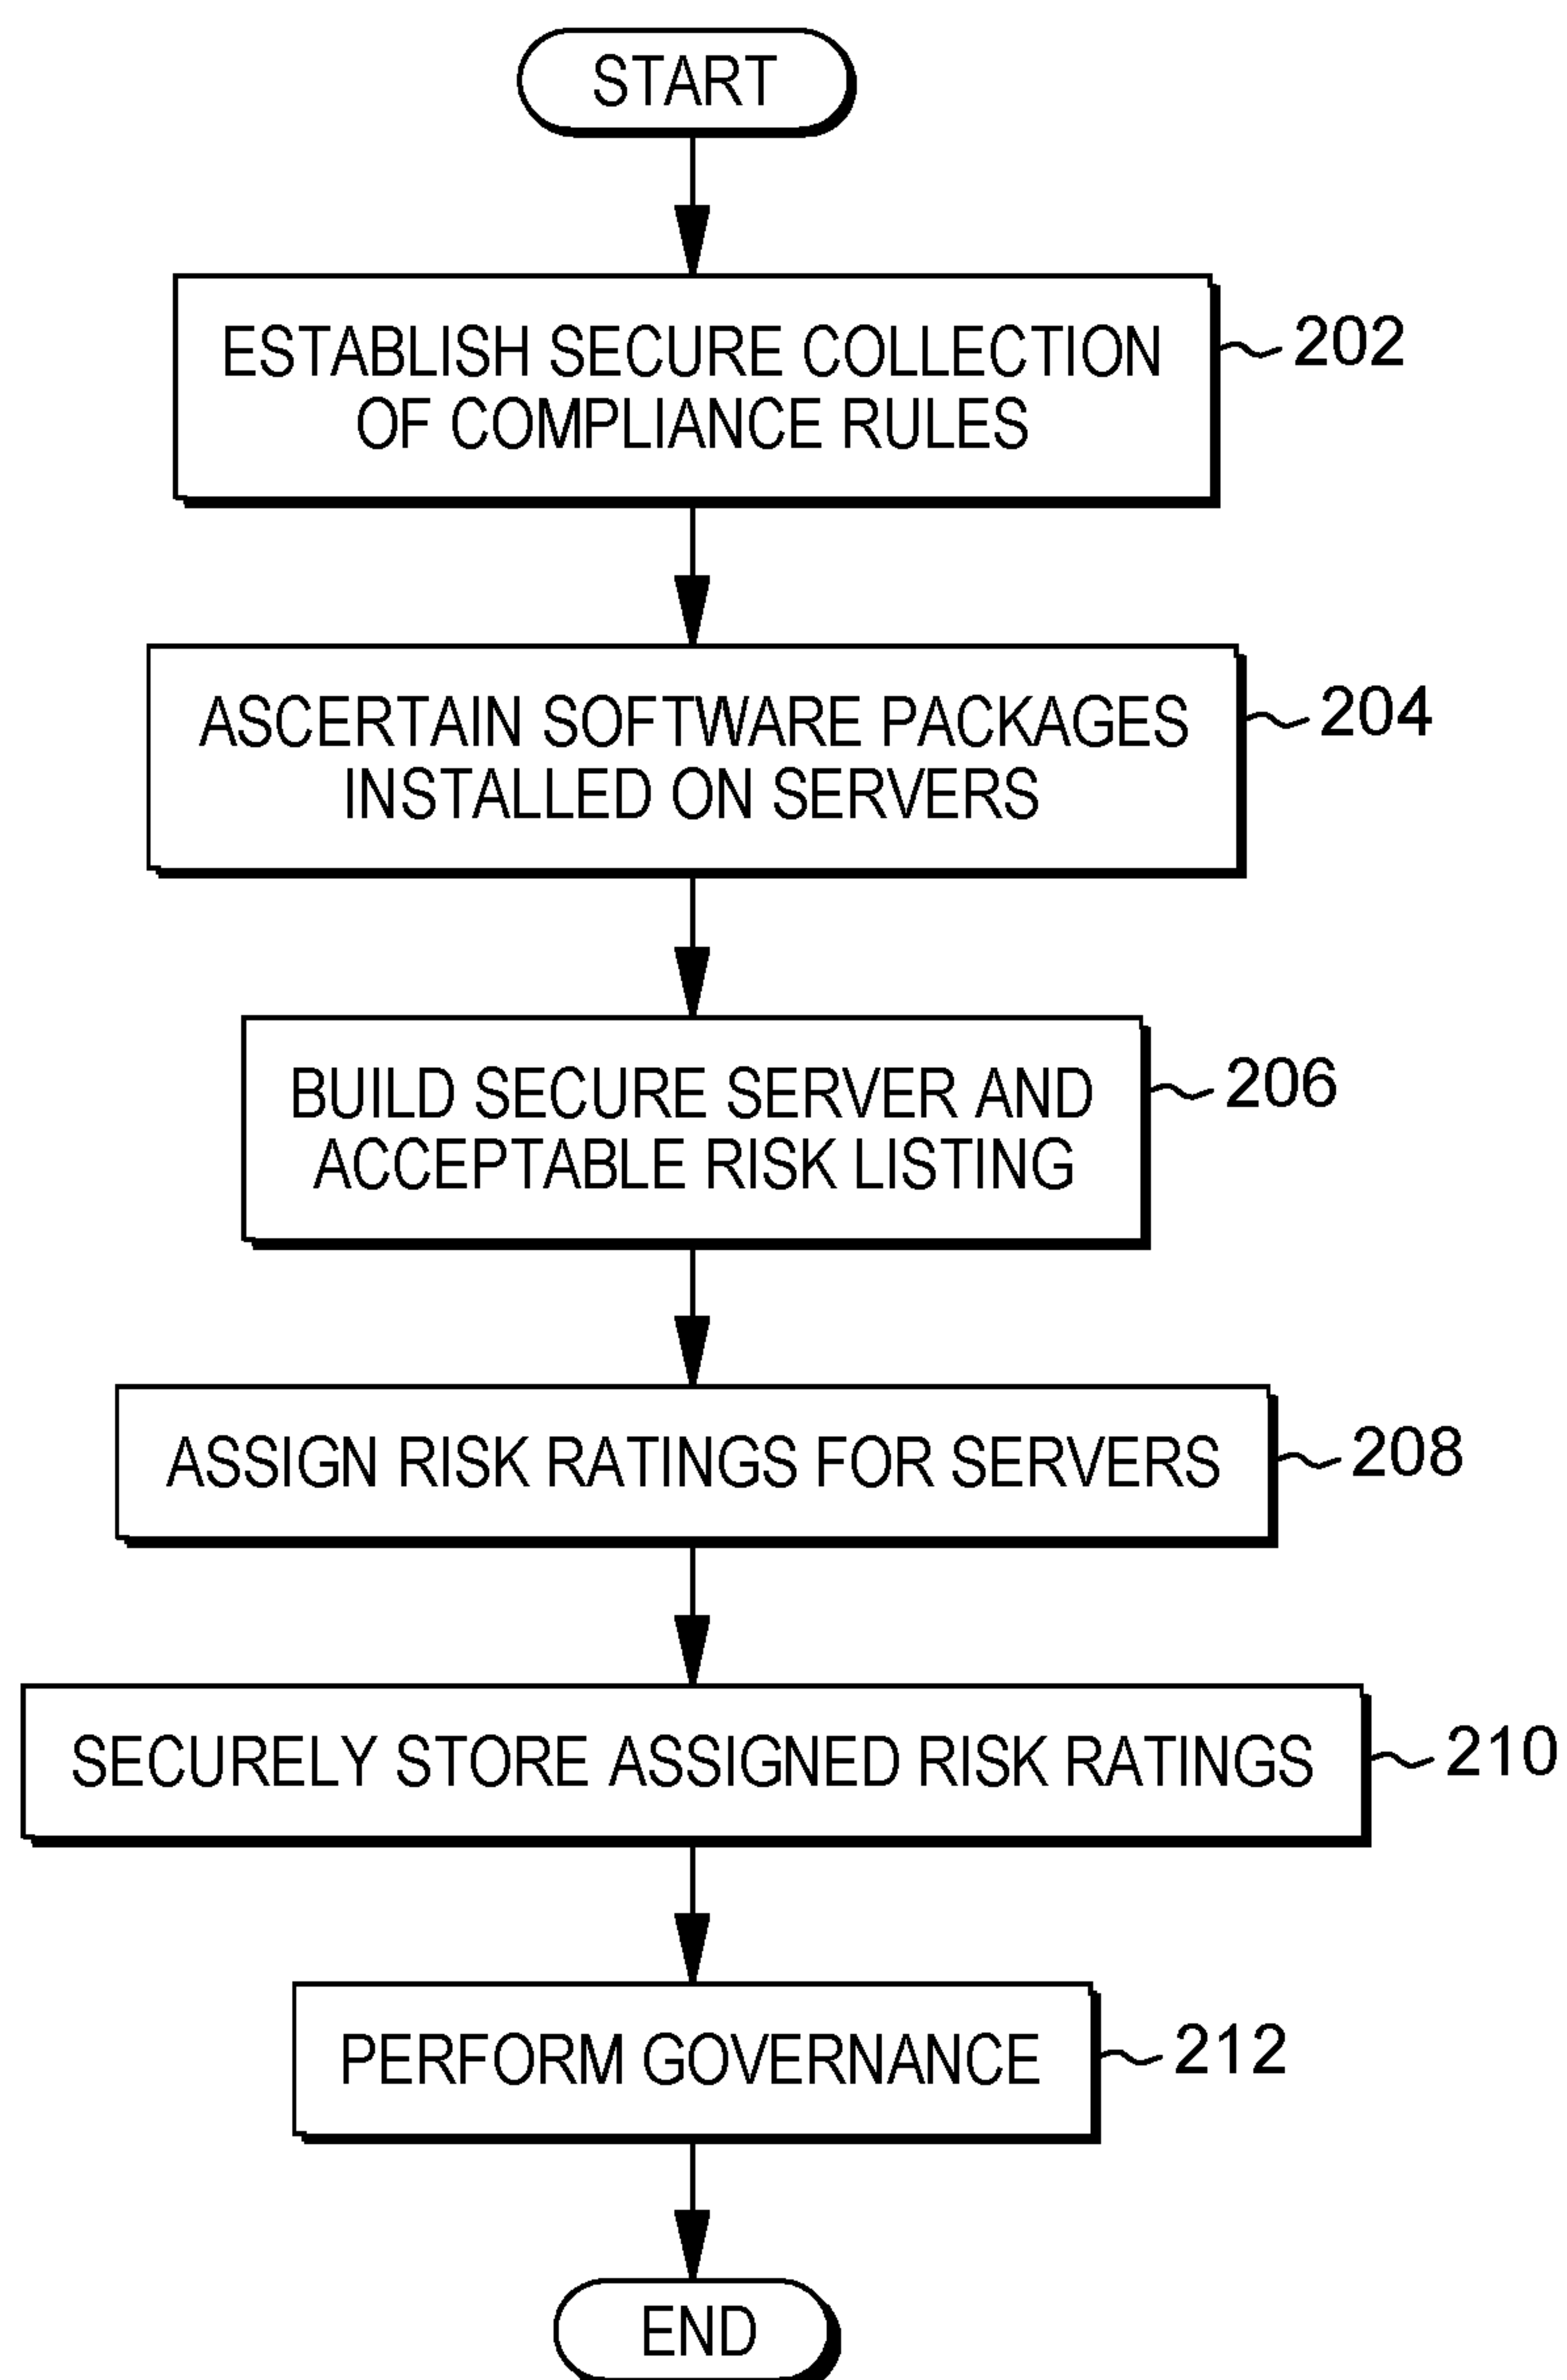 START
ESTABLISH SECURE COLLECTION
OF COMPLIANCE RULES
202
ASCERTAIN SOFTWARE PACKAGES
INSTALLED ON SERVERS
204
BUILD SECURE SERVER AND
ACCEPTABLE RISK LISTING
206
ASSIGN RISK RATINGS FOR SERVERS
208
SECURELY STORE ASSIGNED RISK RATINGS
210
PERFORM GOVERNANCE
212
END